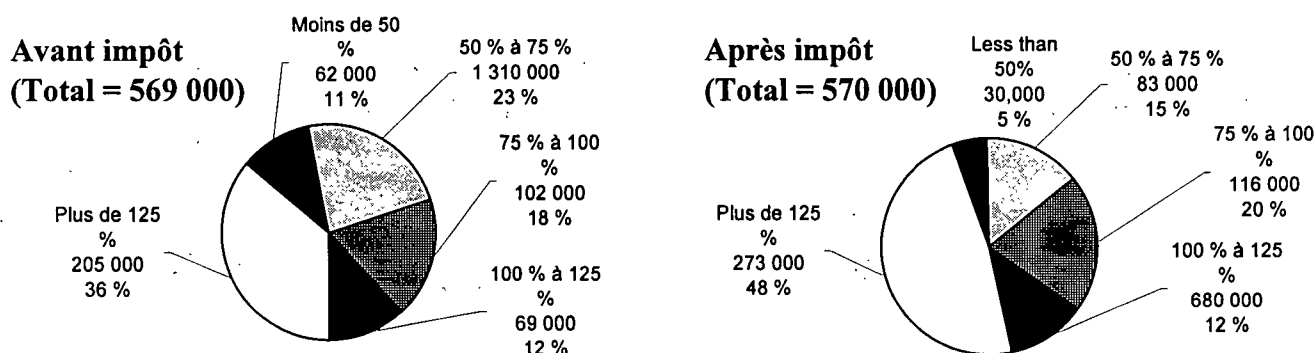 Avant impôt
(Total = 569 000)
Moins de 50
%
62 000
11 %
50 % à 75 %
1 310 000
23 %
75 % à 100
%
102 000
18 %
100 % à 125
%
69 000
12 %
Plus de 125
%
205 000
36 %
Après impôt
(Total = 570 000)
Less than
50%
30,000
5 %
50 % à 75 %
83 000
15 %
75 % à 100
%
116 000
20 %
100 % à 125
%
680 000
12 %
Plus de 125
%
273 000
48 %